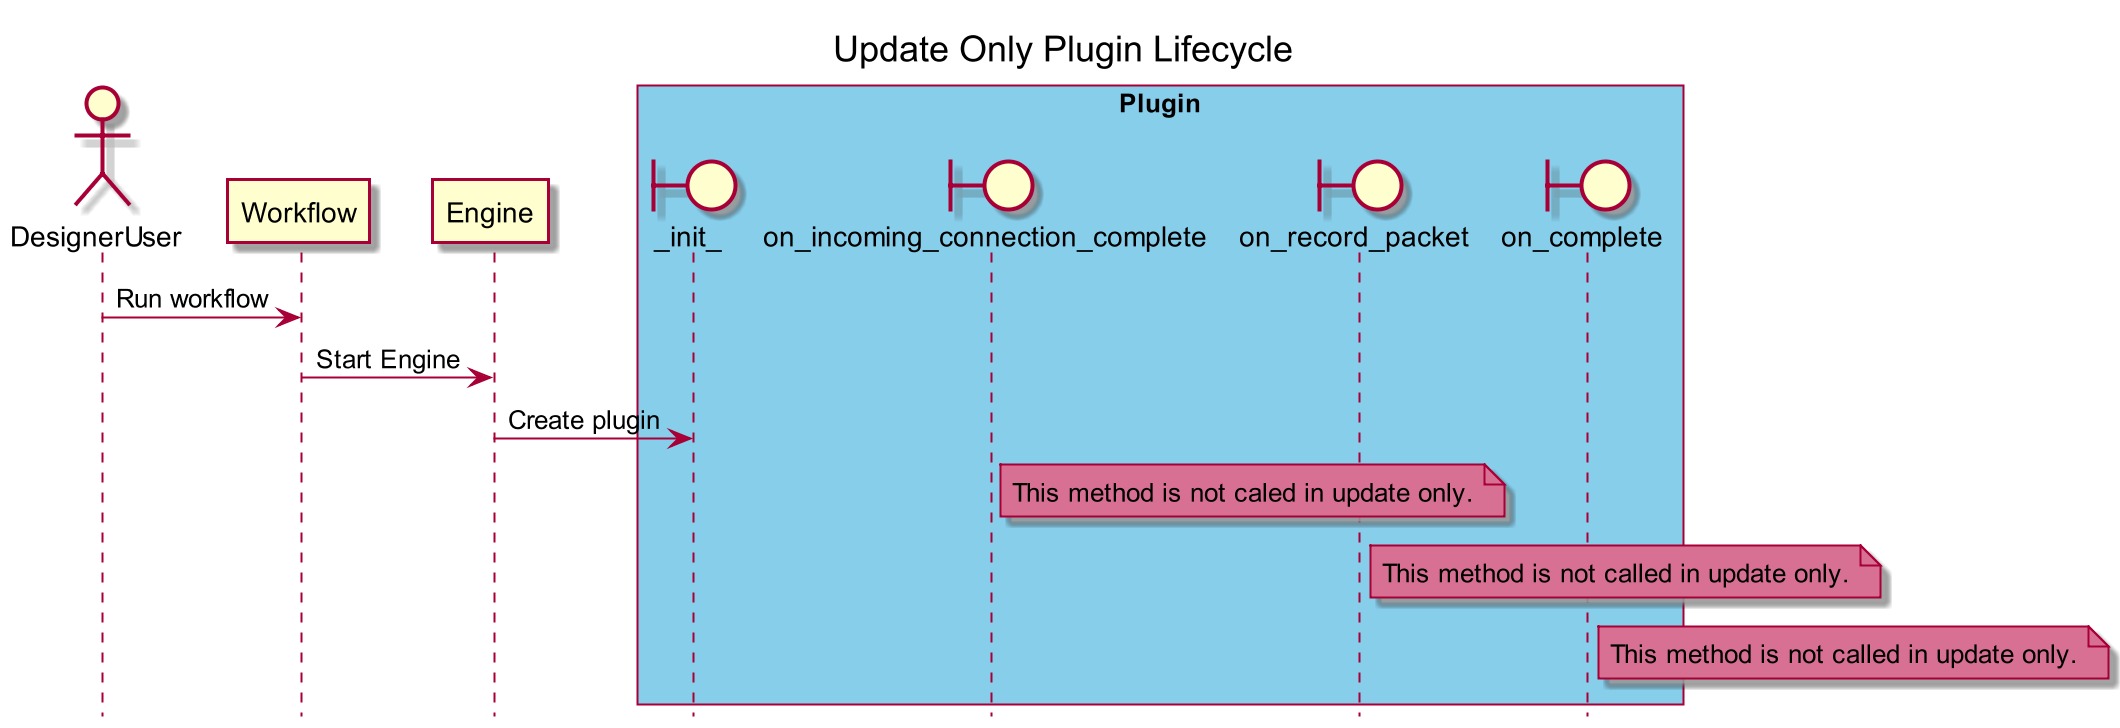 Update Only Plugin Lifecycle
Plugin
DesignerUser
Workflow
Engine
_init_
on_incoming_connection_complete
on_record_packet
on_complete
Run workflow
Start Engine
Create plugin
This method is not caled in update only.
This method is not called in update only.
This method is not called in update only.